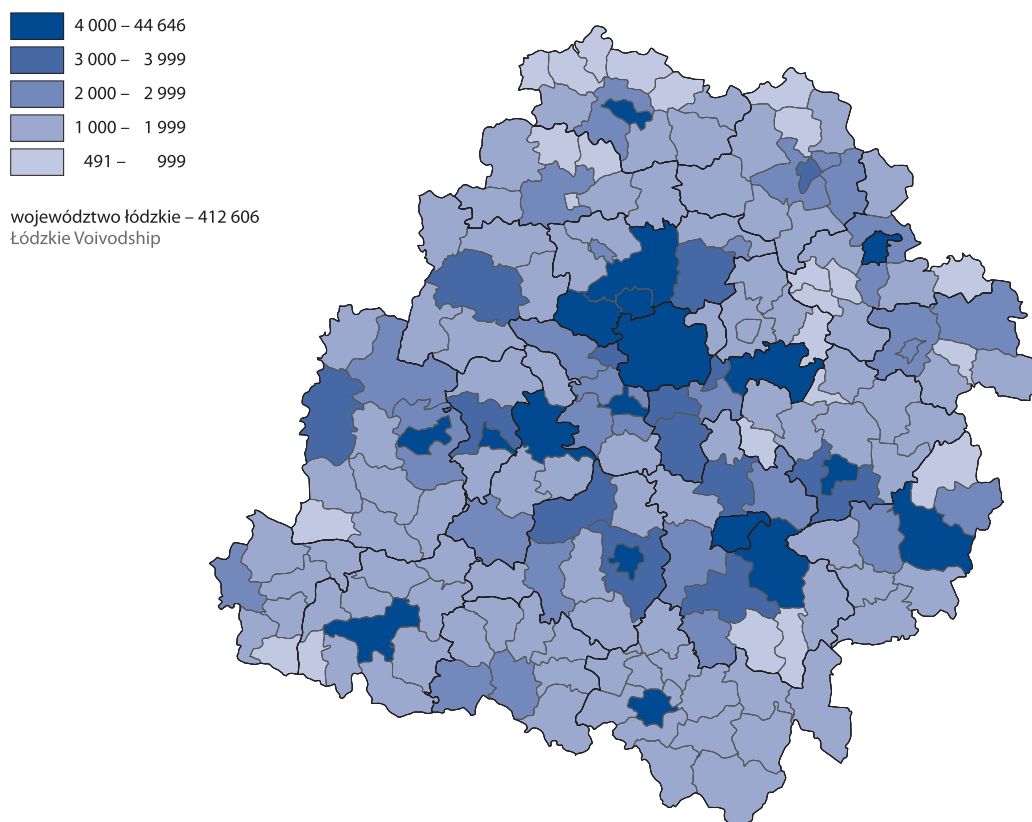 4 000 – 44 646
3 000 – 3 999
2 000 – 2 999
1 000 – 1 999
491 – 999
województwo łódzkie – 412 606
Łódzkie Voivodship